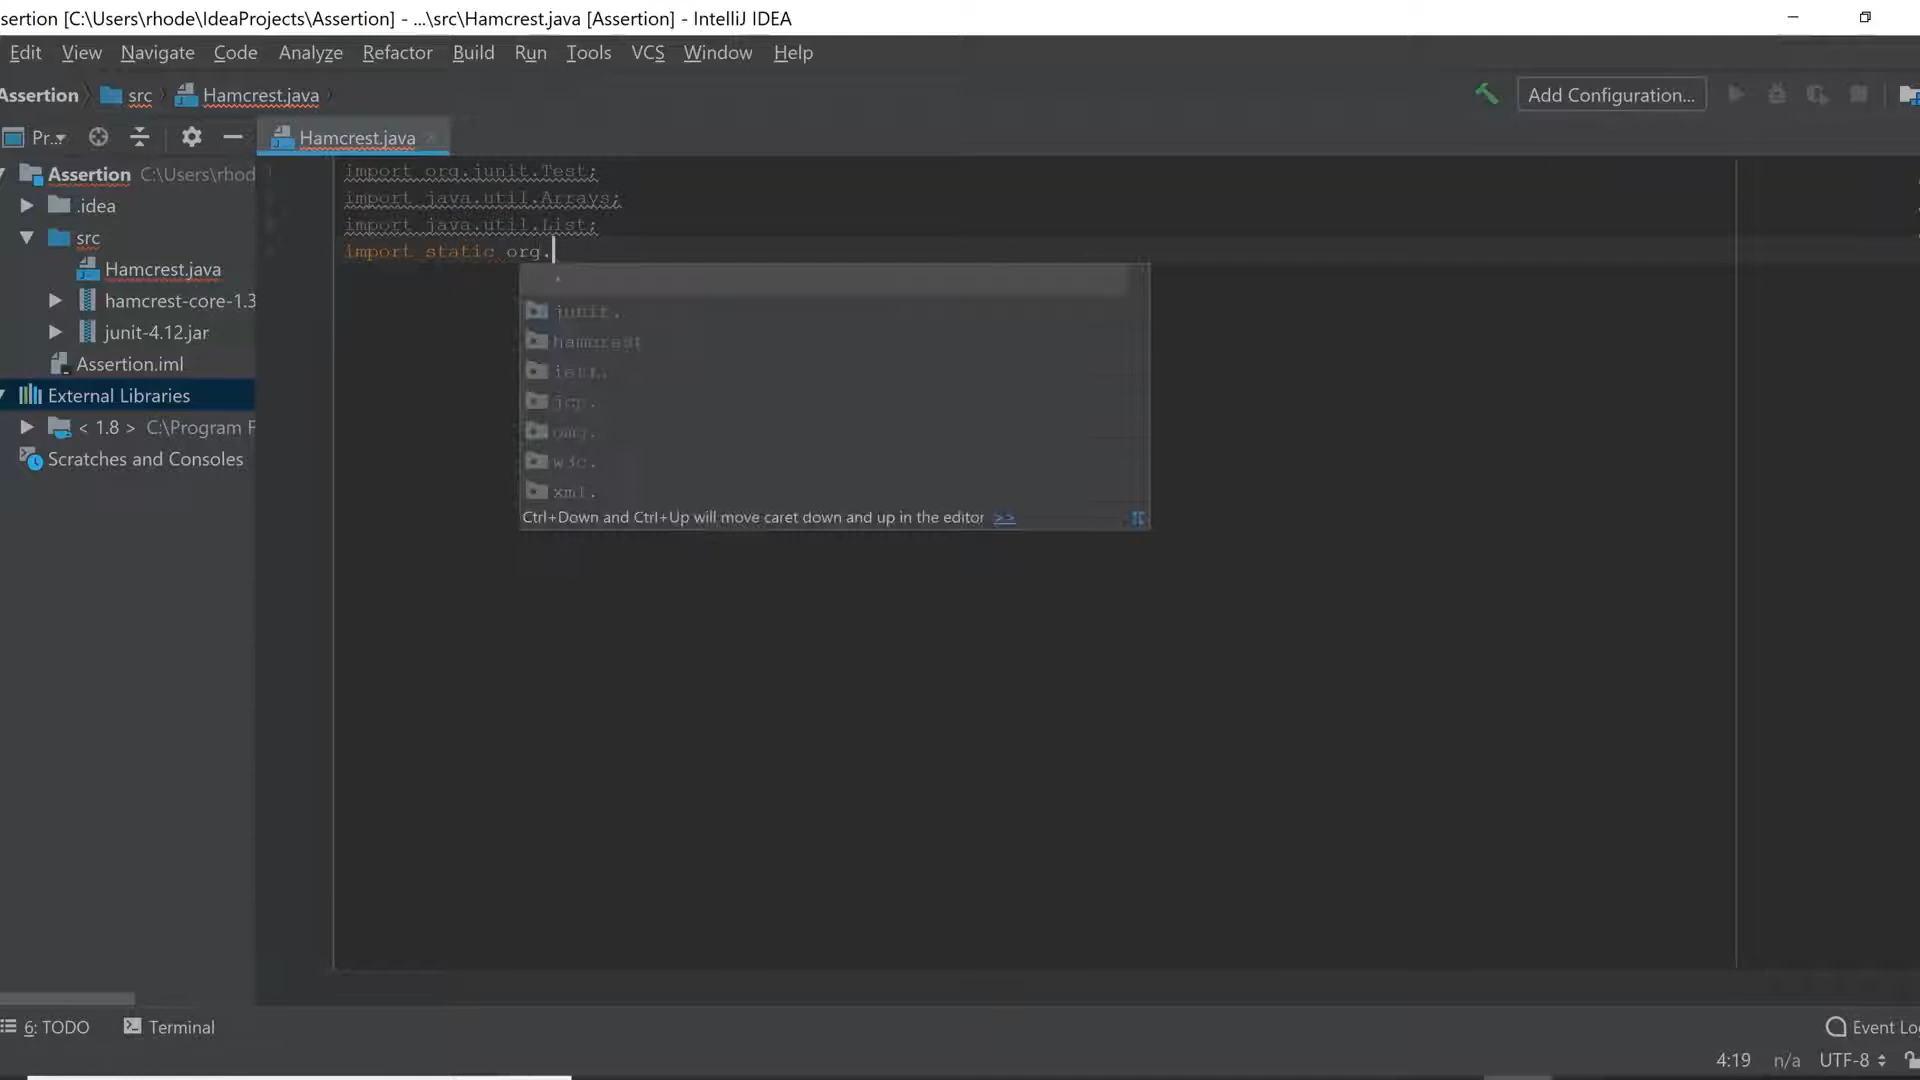 sertion [C:\Users\rhode\IdeaProjects\Assertion] - ...\src\Hamcrest.java [Assertion] - IntelliJ IDEA
Edit View Navigate Code Analyze Refactor Build Run Tools VCS Window Help
Assertion src Hamcrest.java Add Configuration...
Pr... Hamcrest.java
Assertion C:\Users\rhod
.idea
src
Hamcrest.java
hamcrest-core-1.3
junit-4.12.jar
Assertion.iml
External Libraries
< 1.8 > C:\Program F
Scratches and Consoles
import org.junit.Test;
import java.util.Arrays;
import java.util.List;
import static org.
*
junit.
hamcrest
ietf.
jcp.
omg.
w3c.
xml.
Ctrl+Down and Ctrl+Up will move caret down and up in the editor >>
6: TODO Terminal Event Lo
4:19 n/a UTF-8